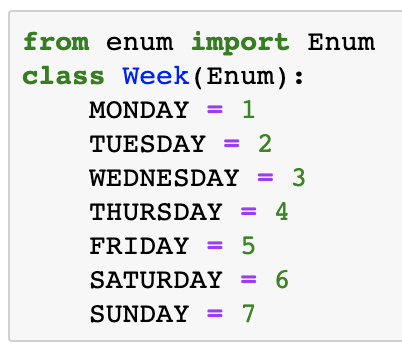 from enum import Enum
class Week(Enum):
    MONDAY = 1
    TUESDAY = 2
    WEDNESDAY = 3
    THURSDAY = 4
    FRIDAY = 5
    SATURDAY = 6
    SUNDAY = 7